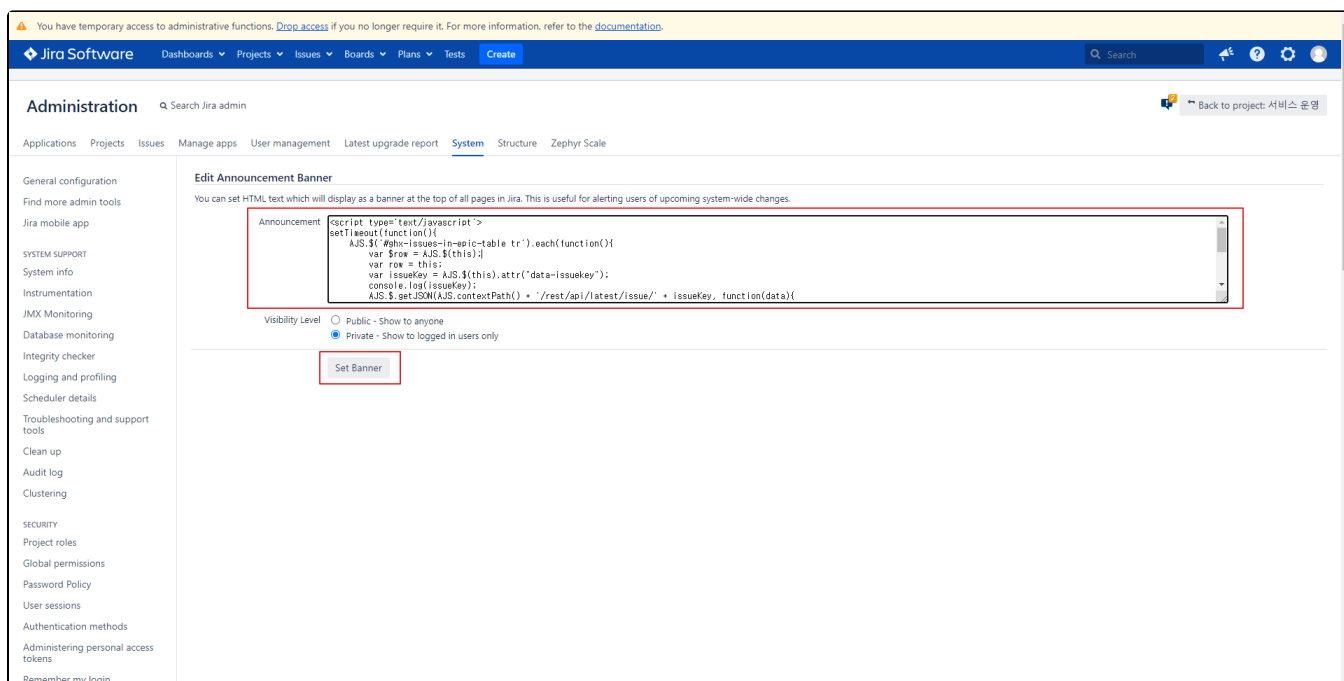 You have temporary access to administrative functions. Drop access if you no longer require it. For more information, refer to the documentation.
Jira Software Dashboards Projects Issues Boards Plans Tests Create Search
Administration Search Jira admin Back to project: 서비스 운영
Applications Projects Issues Manage apps User management Latest upgrade report System Structure Zephyr Scale
General configuration
Find more admin tools
Jira mobile app
SYSTEM SUPPORT
System info
Instrumentation
JMX Monitoring
Database monitoring
Integrity checker
Logging and profiling
Scheduler details
Troubleshooting and support
tools
Clean up
Audit log
Clustering
SECURITY
Project roles
Global permissions
Password Policy
User sessions
Authentication methods
Administering personal access
tokens
Remember my login
Edit Announcement Banner
You can set HTML text which will display as a banner at the top of all pages in Jira. This is useful for alerting users of upcoming system-wide changes.
Announcement
<script type='text/javascript'>
setTimeout(function(){
AJS.$('#ghx-issues-in-epic-table tr').each(function(){
var $row = AJS.$(this);
var row = this;
var issueKey = AJS.$(this).attr("data-issuekey");
console.log(issueKey);
AJS.$.getJSON(AJS.contextPath() + '/rest/api/latest/issue/' + issueKey, function(data){
Visibility Level Public - Show to anyone
Private - Show to logged in users only
Set Banner